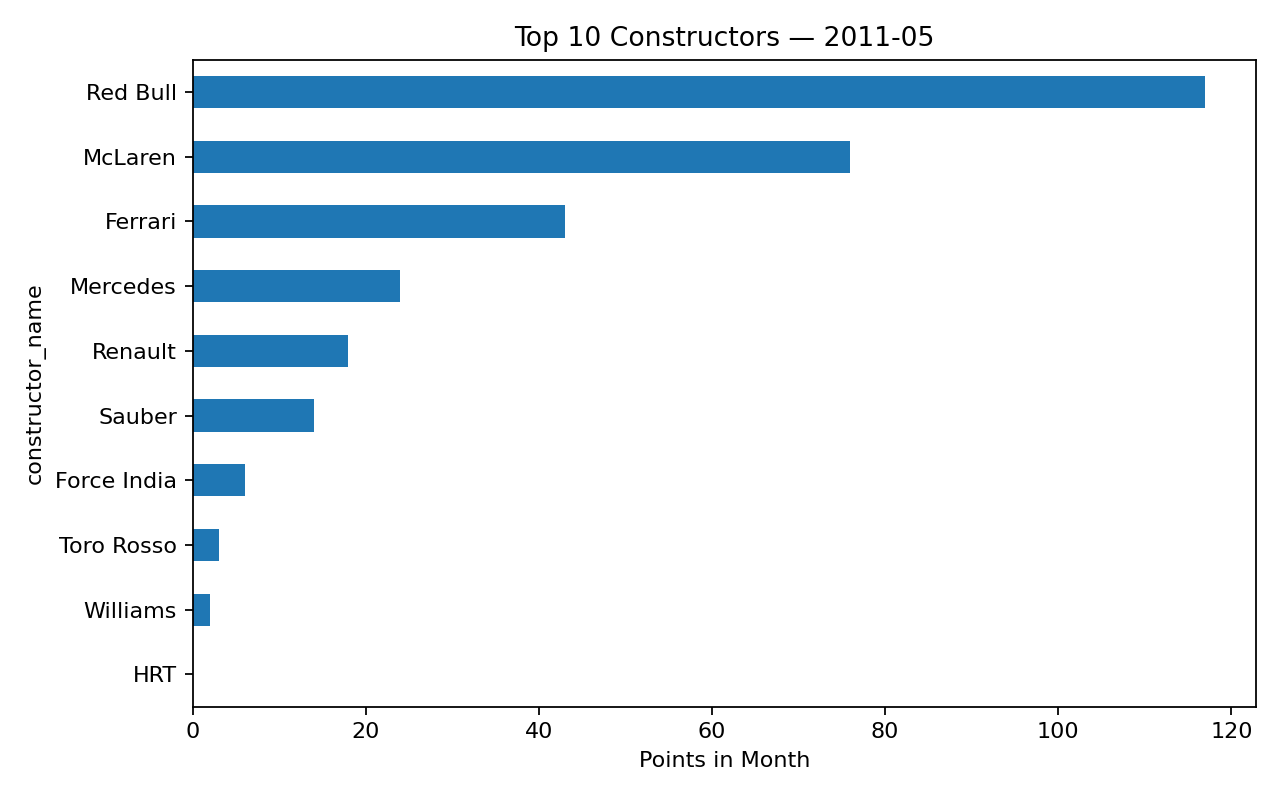 Top 10 Constructors — 2011-05
constructor_name
Red Bull
McLaren
Ferrari
Mercedes
Renault
Sauber
Force India
Toro Rosso
Williams
HRT
0 20 40 60 80 100 120
Points in Month